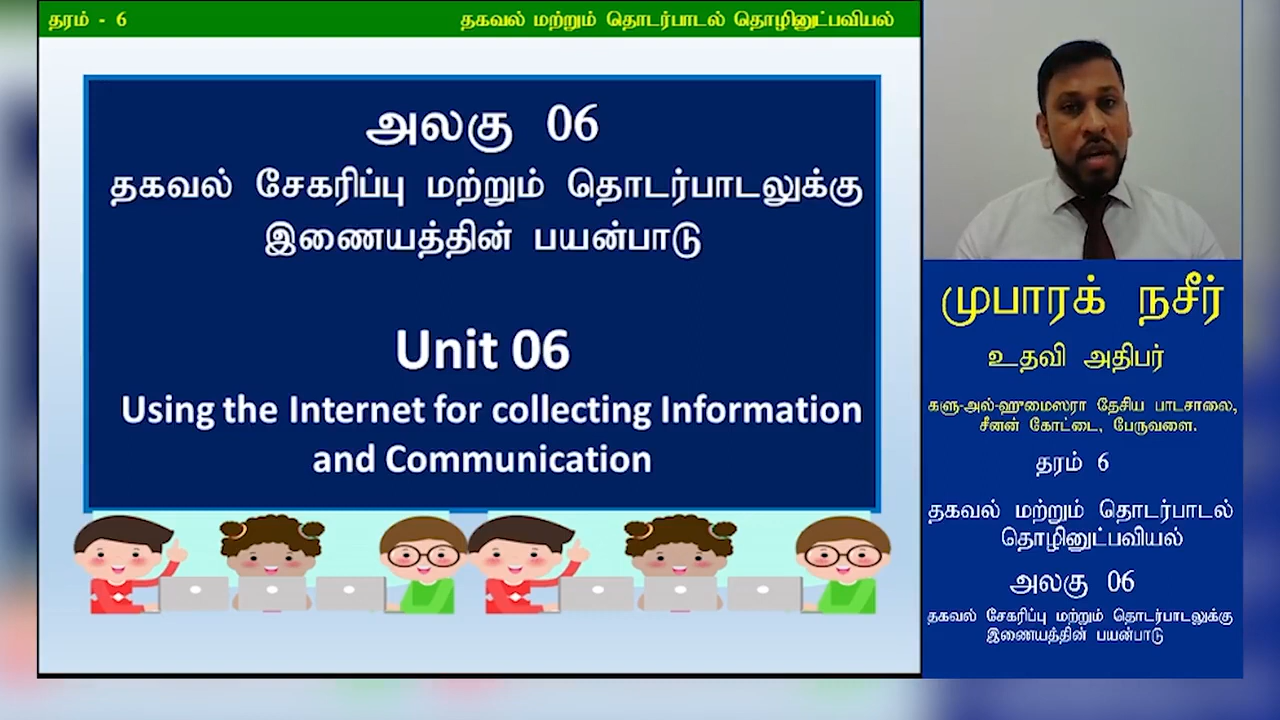 தரம் - 6
தகவல் மற்றும் தொடர்பாடல் தொழினுட்பவியல்
அலகு 06
தகவல் சேகரிப்பு மற்றும் தொடர்பாடலுக்கு
இணையத்தின் பயன்பாடு
Unit 06
Using the Internet for collecting Information
and Communication
முபாரக் நசீர்
உதவி அதிபர்
களு-அல்-ஹுமைஸரா தேசிய பாடசாலை,
சீனன் கோட்டை, பேருவளை.
தரம் 6
தகவல் மற்றும் தொடர்பாடல்
தொழினுட்பவியல்
அலகு 06
தகவல் சேகரிப்பு மற்றும் தொடர்பாடலுக்கு
இணையத்தின் பயன்பாடு